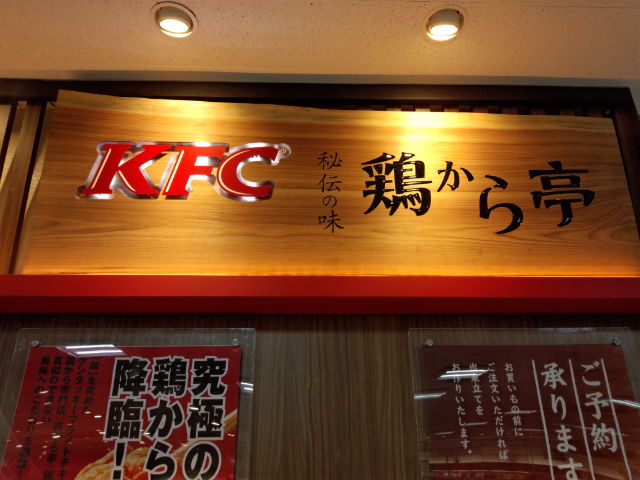 KFC
秘伝の味
鶏から亭
究極の
鶏から
降臨!
ご予約
承ります
お買いもの前に
ご注文いただければ
出来立てを
お作りいたします。